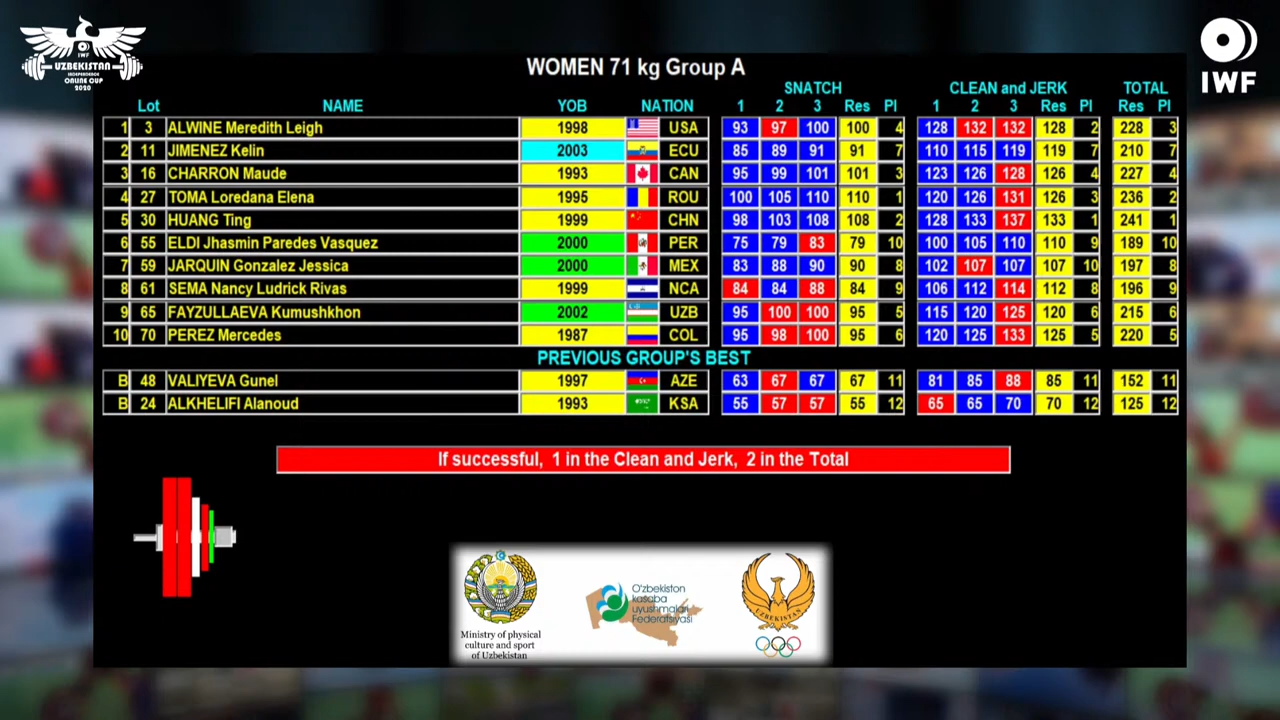 IWF
UZBEKISTAN
INDEPENDENCE
ONLINE CUP
2020
IWF
WOMEN 71 kg Group A
SNATCH CLEAN and JERK TOTAL
Lot NAME YOB NATION 1 2 3 Res Pl 1 2 3 Res Pl Res Pl
1 3 ALWINE Meredith Leigh 1998 USA 93 97 100 100 4 128 132 132 128 2 228 3
2 11 JIMENEZ Kelin 2003 ECU 85 89 91 91 7 110 115 119 119 7 210 7
3 16 CHARRON Maude 1993 CAN 95 99 101 101 3 123 126 128 126 4 227 4
4 27 TOMA Loredana Elena 1995 ROU 100 105 110 110 1 120 126 131 126 3 236 2
5 30 HUANG Ting 1999 CHN 98 103 108 108 2 128 133 137 133 1 241 1
6 55 ELDI Jhasmin Paredes Vasquez 2000 PER 75 79 83 79 10 100 105 110 110 9 189 10
7 59 JARQUIN Gonzalez Jessica 2000 MEX 83 88 90 90 8 102 107 107 107 10 197 8
8 61 SEMA Nancy Ludrick Rivas 1999 NCA 84 84 88 84 9 106 112 114 112 8 196 9
9 65 FAYZULLAEVA Kumushkhon 2002 UZB 95 100 100 95 5 115 120 125 120 6 215 6
10 70 PEREZ Mercedes 1987 COL 95 98 100 95 6 120 125 133 125 5 220 5
PREVIOUS GROUP'S BEST
B 48 VALIYEVA Gunel 1997 AZE 63 67 67 67 11 81 85 88 85 11 152 11
B 24 ALKHELIFI Alanoud 1993 KSA 55 57 57 55 12 65 65 70 70 12 125 12
If successful, 1 in the Clean and Jerk, 2 in the Total
Ministry of physical
culture and sport
of Uzbekistan
O'zbekiston
kasaba
uyushmalari
Federatsiyasi
UZBEKISTAN